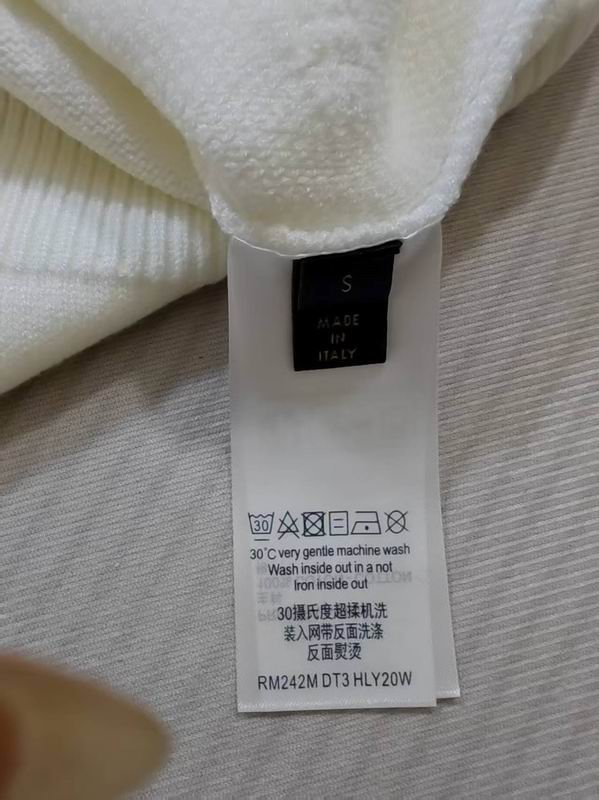 S
MADE
IN
ITALY
30
30°C very gentle machine wash
Wash inside out in a not
Iron inside out
30摄氏度超揉机洗
装入网带反面洗涤
反面熨烫
RM242M DT3 HLY20W